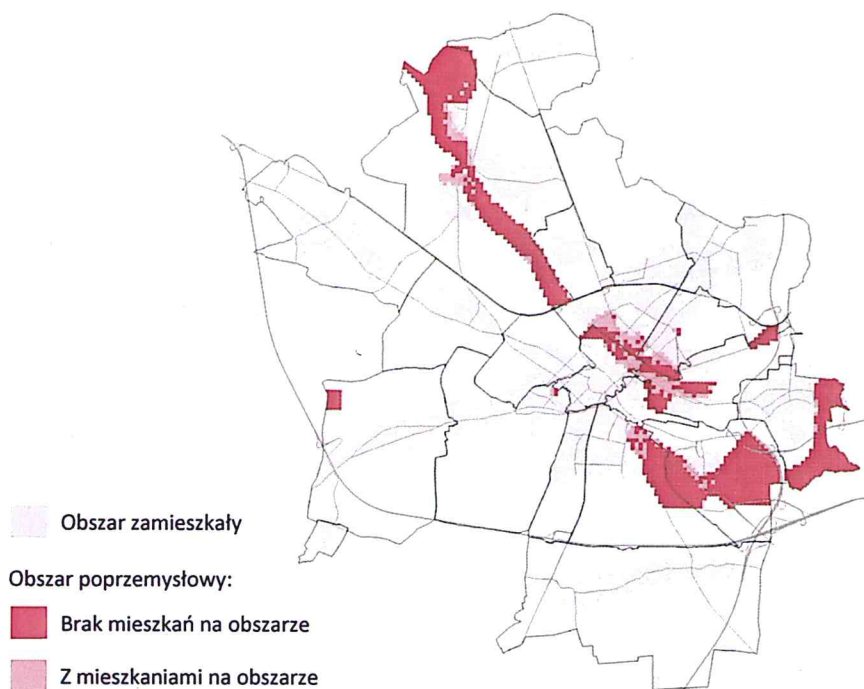 Obszar zamieszkały
Obszar poprzemysłowy:
Brak mieszkań na obszarze
Z mieszkaniami na obszarze